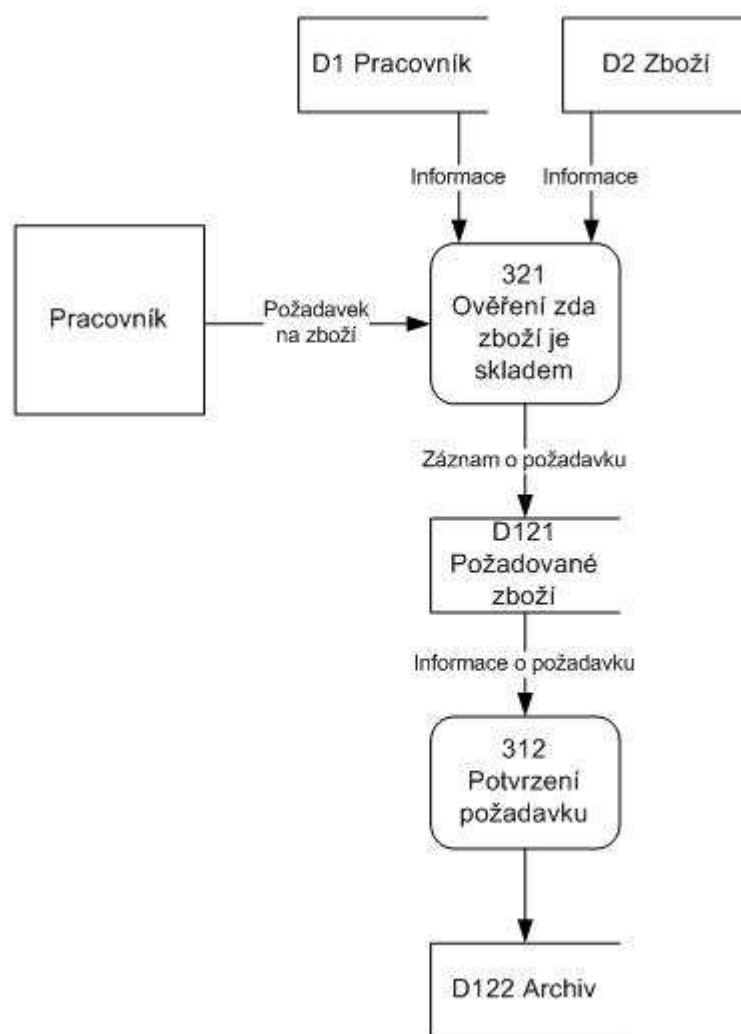 D1 Pracovník
D2 Zboží
Informace
Informace
Pracovník
Požadavek
na zboží
321
Ověření zda
zboží je
skladem
Záznam o požadavku
D121
Požadované
zboží
Informace o požadavku
312
Potvrzení
požadavku
D122 Archiv